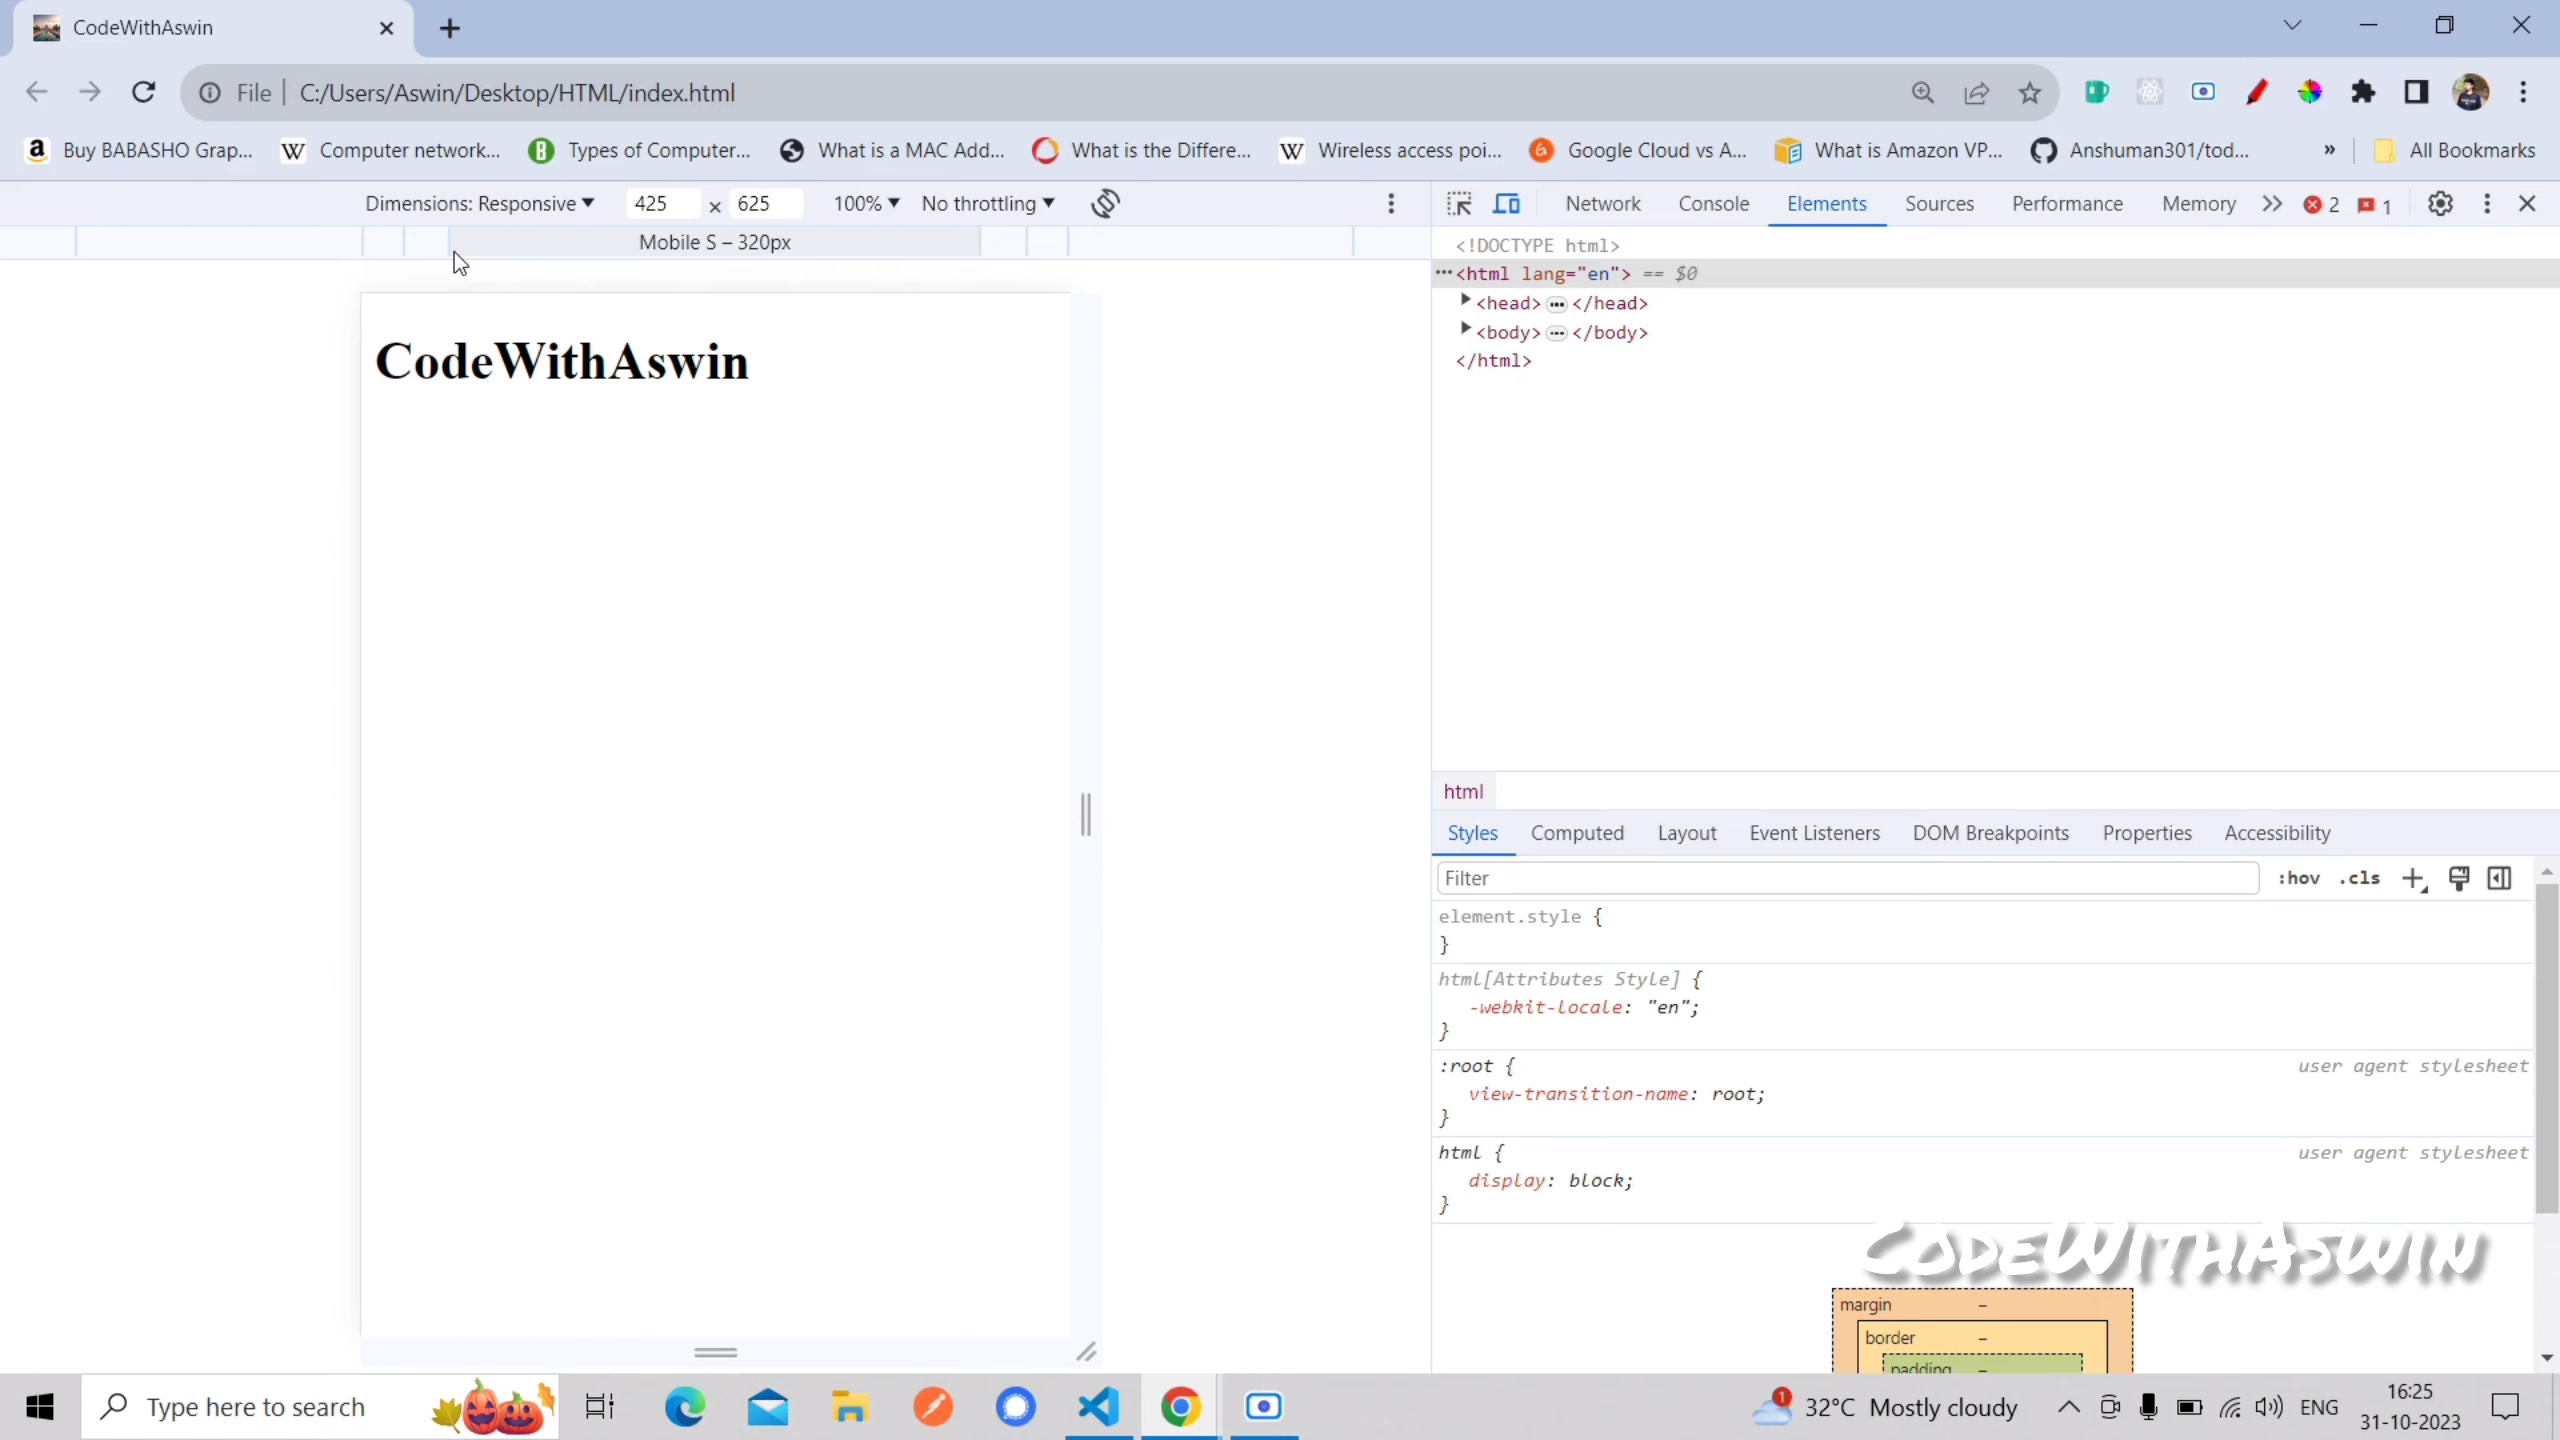 CodeWithAswin
File C:/Users/Aswin/Desktop/HTML/index.html
Buy BABASHO Grap... Computer network... Types of Computer... What is a MAC Add... What is the Differe... Wireless access poi... Google Cloud vs A... What is Amazon VP... Anshuman301/tod... » All Bookmarks
Dimensions: Responsive 425 × 625 100% No throttling
Network Console Elements Sources Performance Memory 2 1
Mobile S – 320px
CodeWithAswin
<!DOCTYPE html>
<html lang="en"> == $0
<head> ... </head>
<body> ... </body>
</html>
html
Styles Computed Layout Event Listeners DOM Breakpoints Properties Accessibility
Filter :hov .cls
element.style {
}
html[Attributes Style] {
-webkit-locale: "en";
}
:root { user agent stylesheet
view-transition-name: root;
}
html { user agent stylesheet
display: block;
}
CodeWithAswin
margin –
border –
padding –
Type here to search 1 32°C Mostly cloudy ENG 16:25
31-10-2023